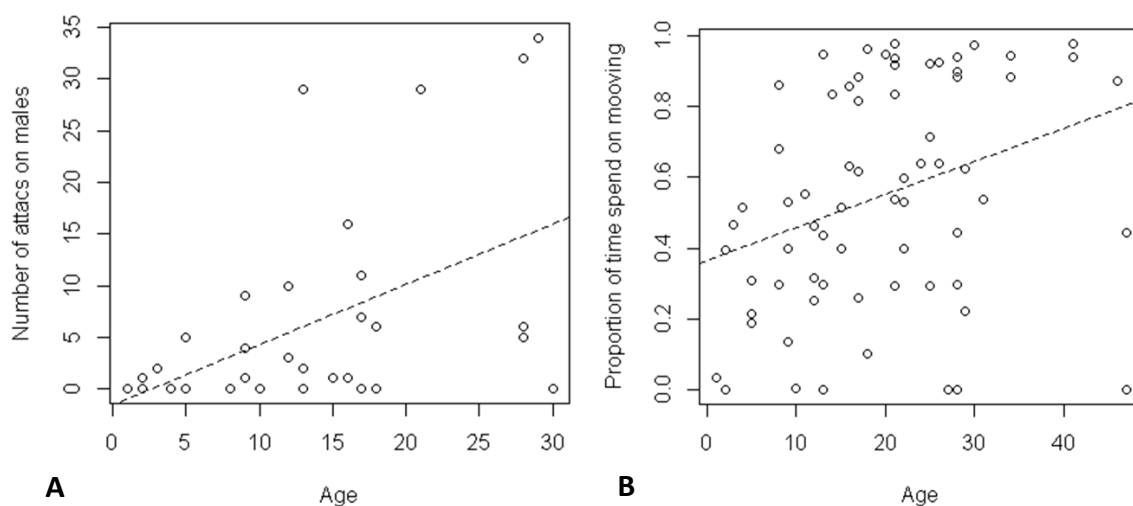 Number of attacs on males
35
30
25
20
15
10
5
0
0 5 10 15 20 25 30
A Age
Proportion of time spend on mooving
1.0
0.8
0.6
0.4
0.2
0.0
0 10 20 30 40
B Age